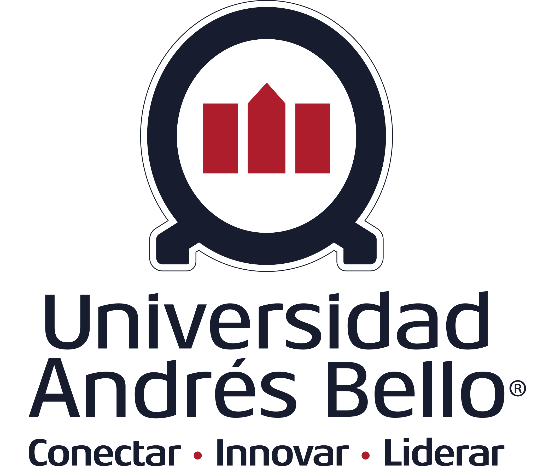 Universidad
Andrés Bello®
Conectar • Innovar • Liderar